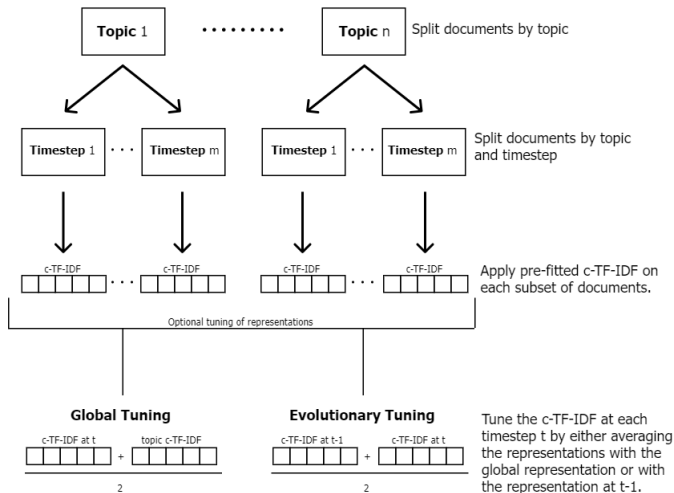 Topic 1 ········· Topic n Split documents by topic
Timestep 1 ··· Timestep m Timestep 1 ··· Timestep m Split documents by topic
and timestep
c-TF-IDF c-TF-IDF c-TF-IDF c-TF-IDF
··· ··· Apply pre-fitted c-TF-IDF on
each subset of documents.
Optional tuning of representations
Global Tuning Evolutionary Tuning
c-TF-IDF at t topic c-TF-IDF c-TF-IDF at t-1 c-TF-IDF at t
+ +
2 2
Tune the c-TF-IDF at each
timestep t by either averaging
the representations with the
global representation or with
the representation at t-1.